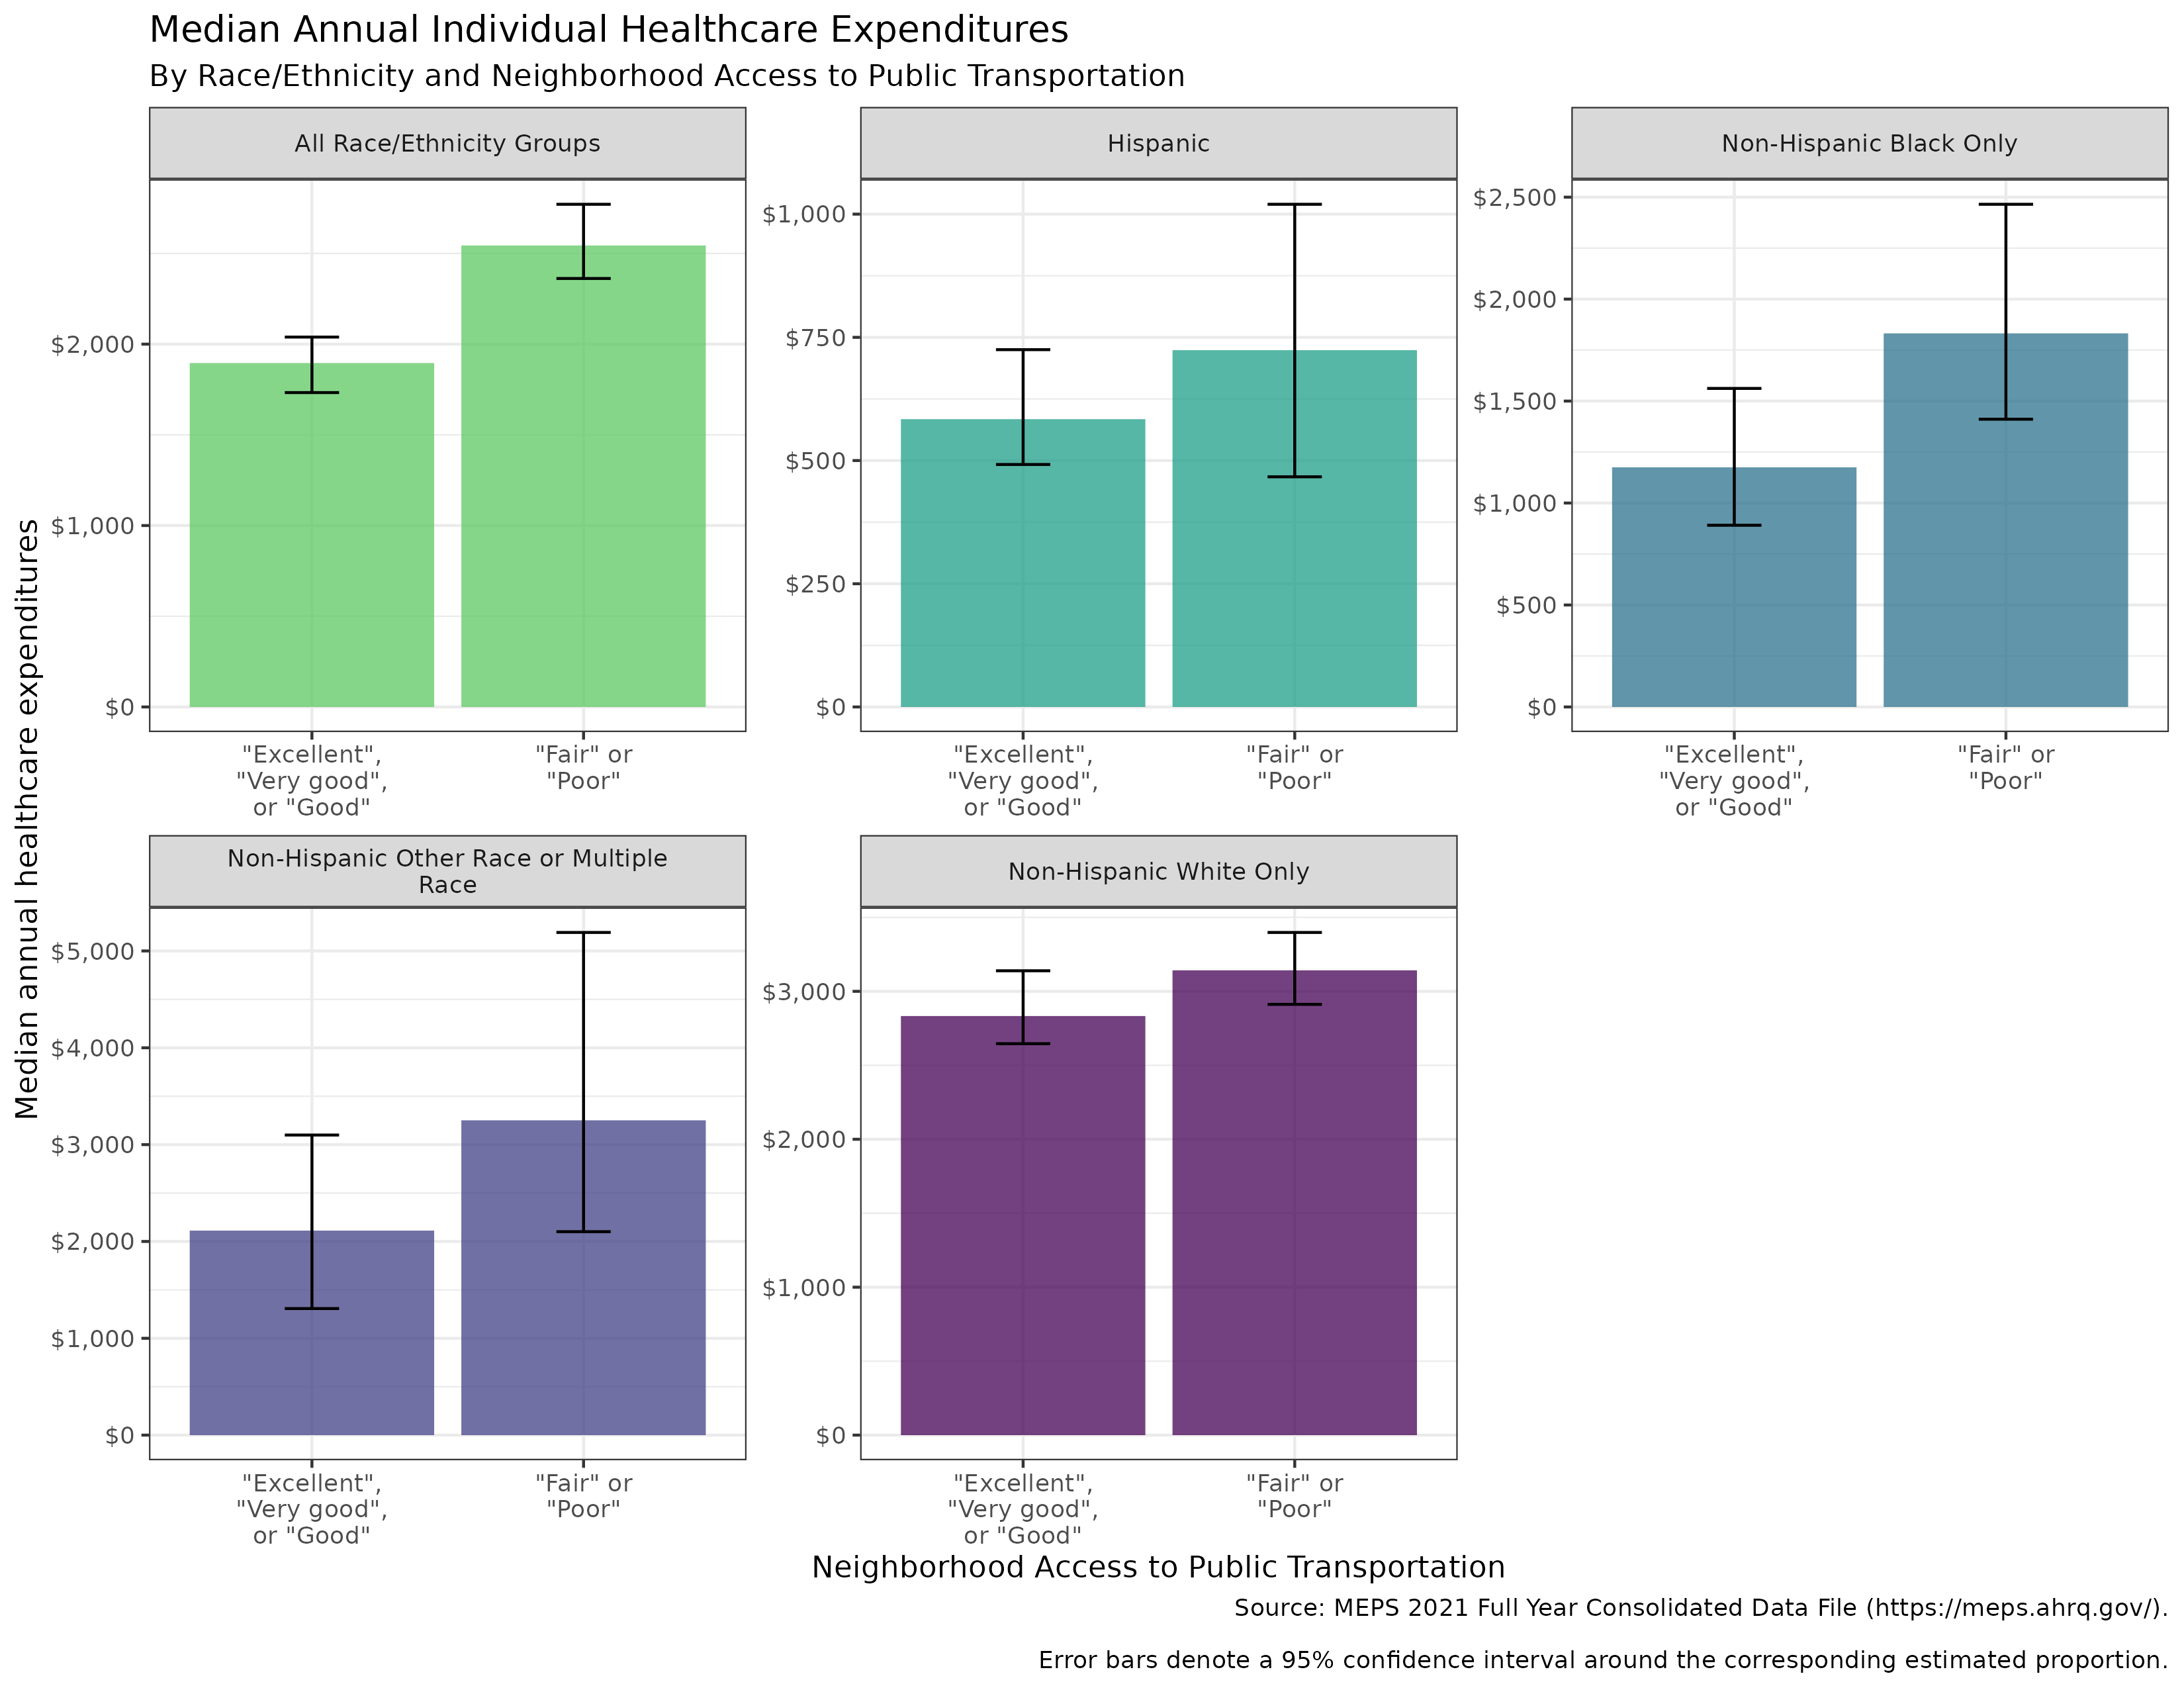 Median Annual Individual Healthcare Expenditures
By Race/Ethnicity and Neighborhood Access to Public Transportation
All Race/Ethnicity Groups
$2,000
$1,000
$0
"Excellent",
"Very good",
or "Good"
"Fair" or
"Poor"
Hispanic
$1,000
$750
$500
$250
$0
"Excellent",
"Very good",
or "Good"
"Fair" or
"Poor"
Non-Hispanic Black Only
$2,500
$2,000
$1,500
$1,000
$500
$0
"Excellent",
"Very good",
or "Good"
"Fair" or
"Poor"
Median annual healthcare expenditures
Non-Hispanic Other Race or Multiple
Race
$5,000
$4,000
$3,000
$2,000
$1,000
$0
"Excellent",
"Very good",
or "Good"
"Fair" or
"Poor"
Non-Hispanic White Only
$3,000
$2,000
$1,000
$0
"Excellent",
"Very good",
or "Good"
"Fair" or
"Poor"
Neighborhood Access to Public Transportation
Source: MEPS 2021 Full Year Consolidated Data File (https://meps.ahrq.gov/).
Error bars denote a 95% confidence interval around the corresponding estimated proportion.